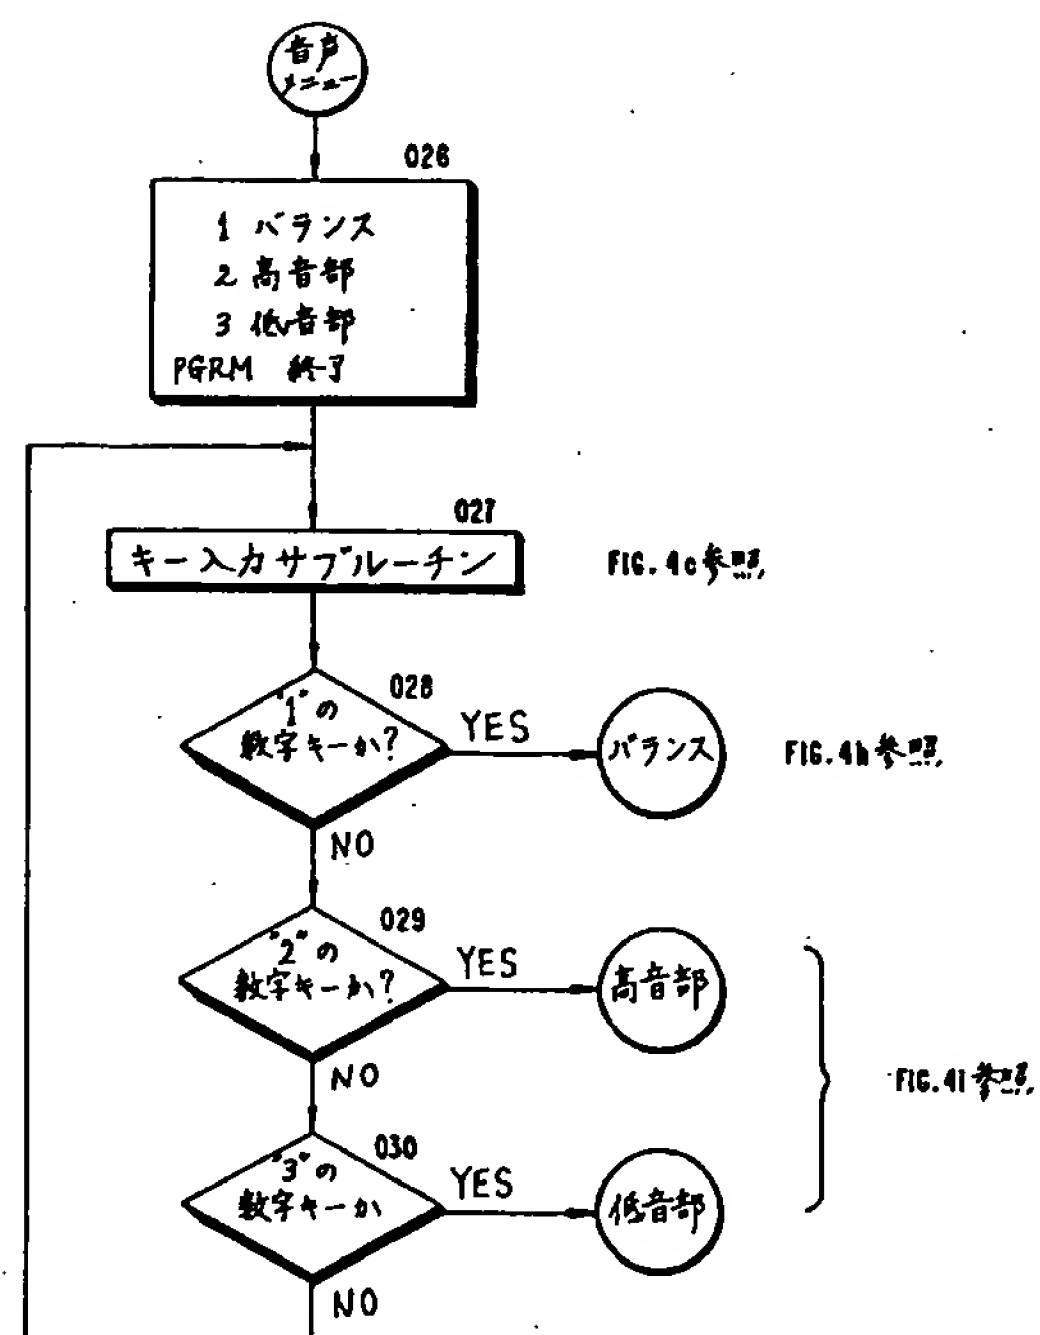 音声
メニュー
026
1 バランス
2 高音部
3 低音部
PGRM 終了
027
キー入力サブルーチン
FIG.4c参照.
028
"1"の
数字キーか?
YES
バランス
FIG.4h参照.
NO
029
"2"の
数字キーか?
YES
高音部
NO
FIG.4i参照.
030
"3"の
数字キーか
YES
低音部
NO